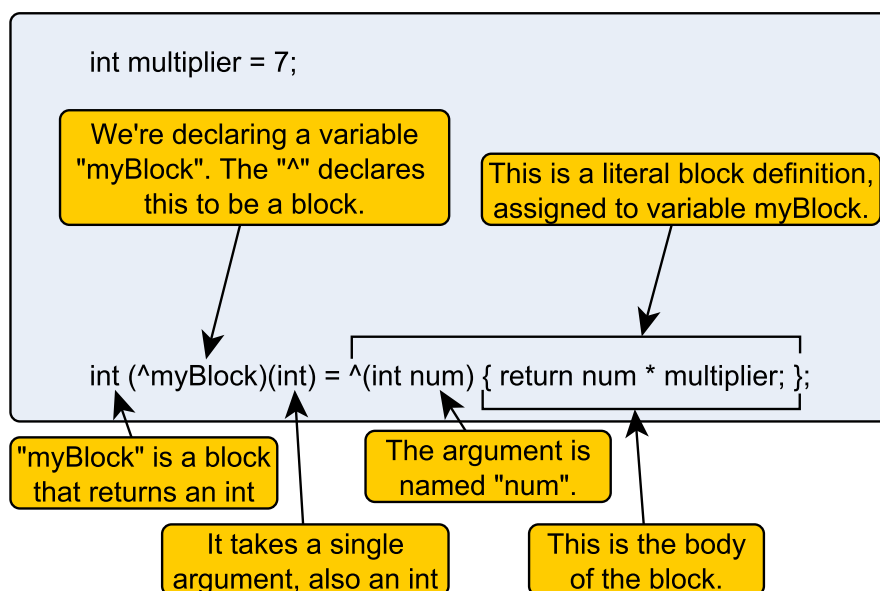 int multiplier = 7;
We're declaring a variable
"myBlock". The "^" declares
this to be a block.
This is a literal block definition,
assigned to variable myBlock.
int (^myBlock)(int) = ^(int num) { return num * multiplier; };
"myBlock" is a block
that returns an int
The argument is
named "num".
It takes a single
argument, also an int
This is the body
of the block.